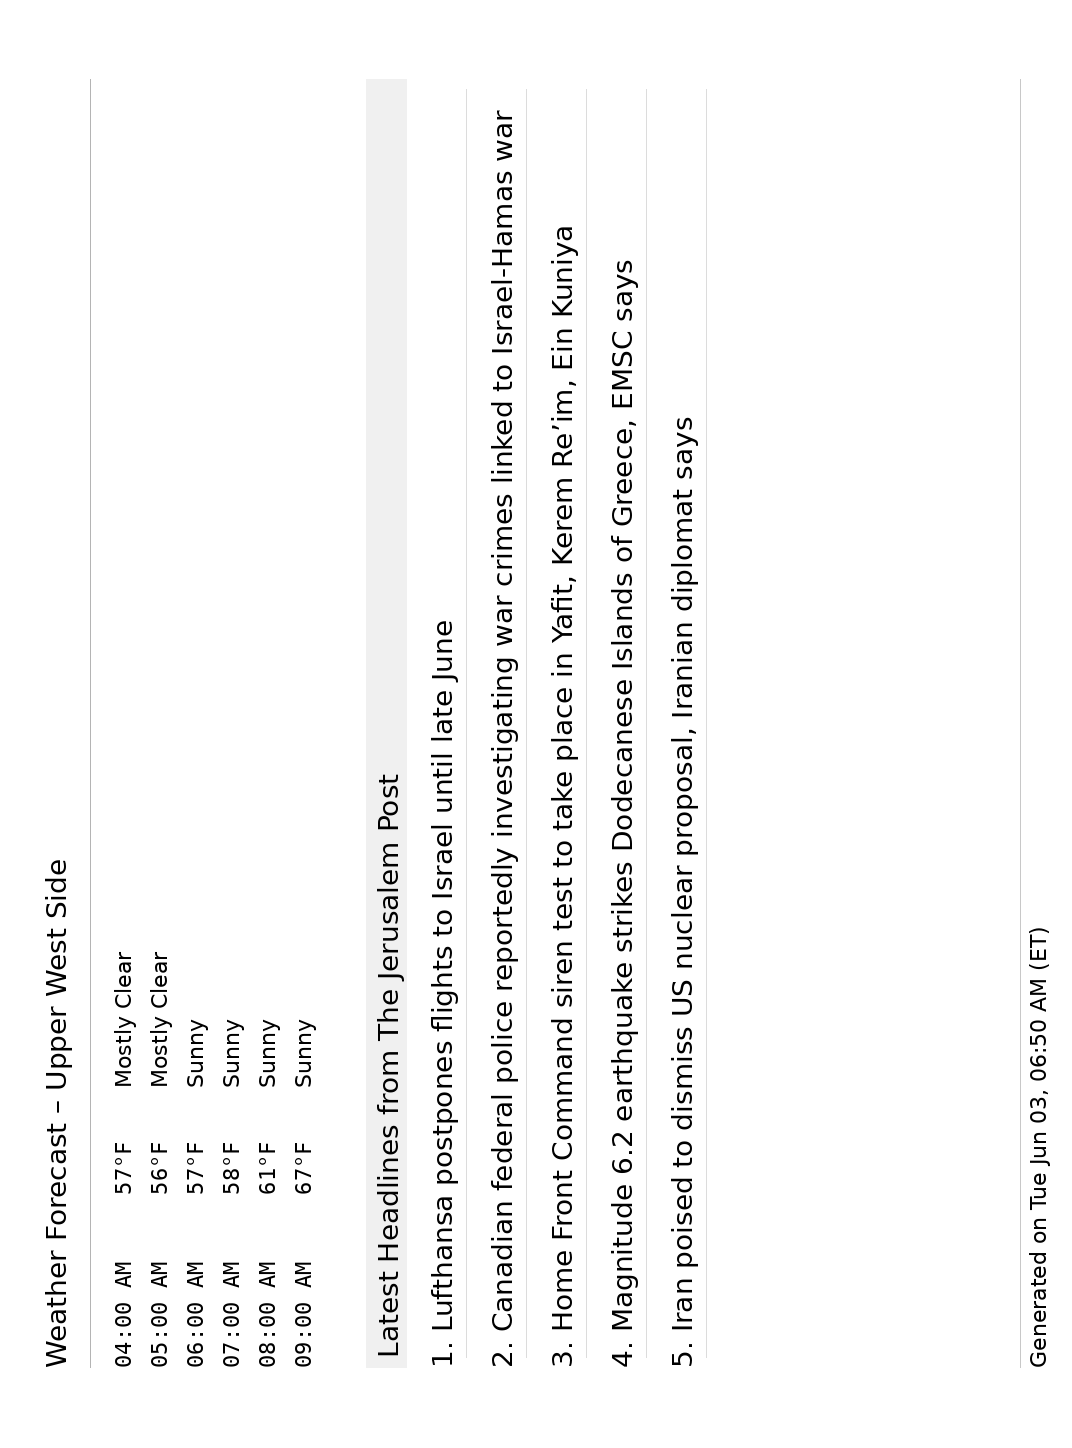 Weather Forecast – Upper West Side
04:00 AM 57°F Mostly Clear
05:00 AM 56°F Mostly Clear
06:00 AM 57°F Sunny
07:00 AM 58°F Sunny
08:00 AM 61°F Sunny
09:00 AM 67°F Sunny
Latest Headlines from The Jerusalem Post
1. Lufthansa postpones flights to Israel until late June
2. Canadian federal police reportedly investigating war crimes linked to Israel-Hamas war
3. Home Front Command siren test to take place in Yafit, Kerem Re’im, Ein Kuniya
4. Magnitude 6.2 earthquake strikes Dodecanese Islands of Greece, EMSC says
5. Iran poised to dismiss US nuclear proposal, Iranian diplomat says
Generated on Tue Jun 03, 06:50 AM (ET)